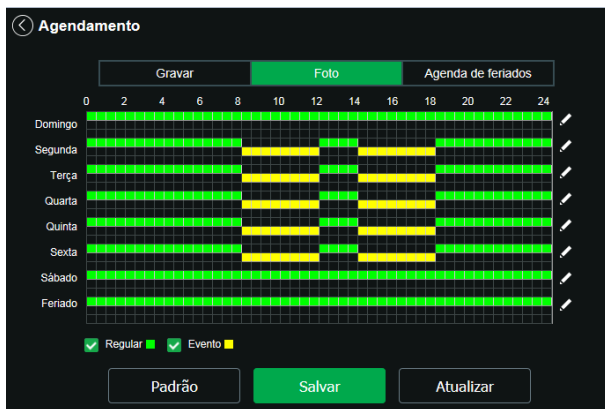 Agendamento
Gravar Foto Agenda de feriados
0 2 4 6 8 10 12 14 16 18 20 22 24
Domingo
Segunda
Terça
Quarta
Quinta
Sexta
Sábado
Feriado
Regular Evento
Padrão Salvar Atualizar